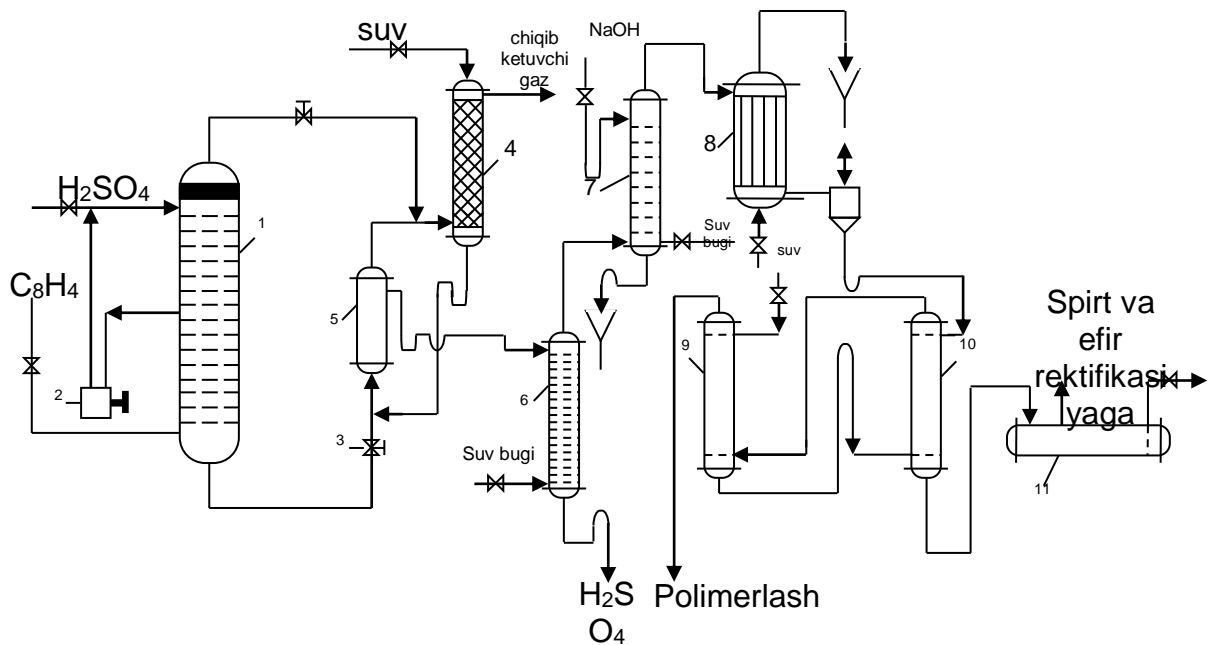 suv
chiqib
ketuvchi
gaz
NaOH
4
8
H₂SO₄
1
7
Suv
bugi
suv
C₈H₄
5
Spirt va
efir
rektifikasi
yaga
9
10
2
6
3
Suv bugi
11
H₂S
O₄
Polimerlash